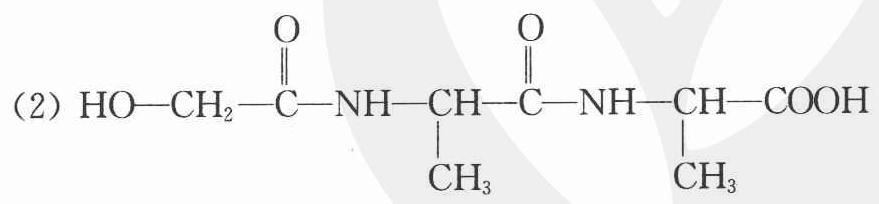 O O
(2) HO—CH₂—C—NH—CH—C—NH—CH—COOH
CH₃ CH₃